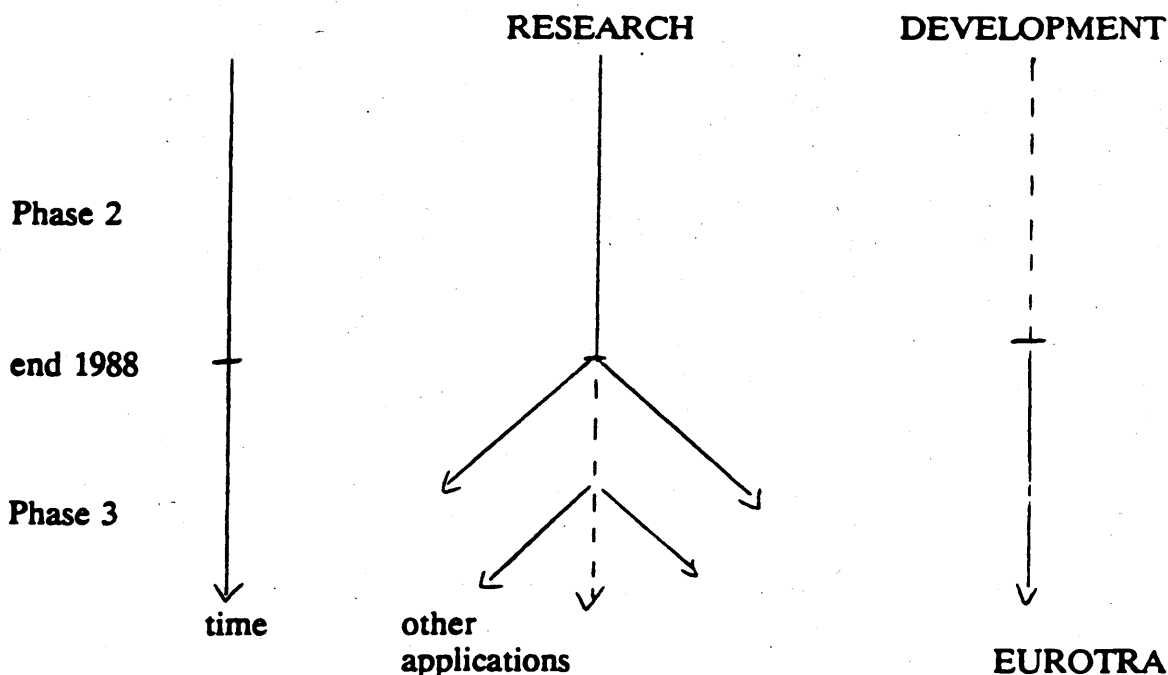 RESEARCH
DEVELOPMENT
Phase 2
end 1988
Phase 3
time
other
applications
EUROTRA